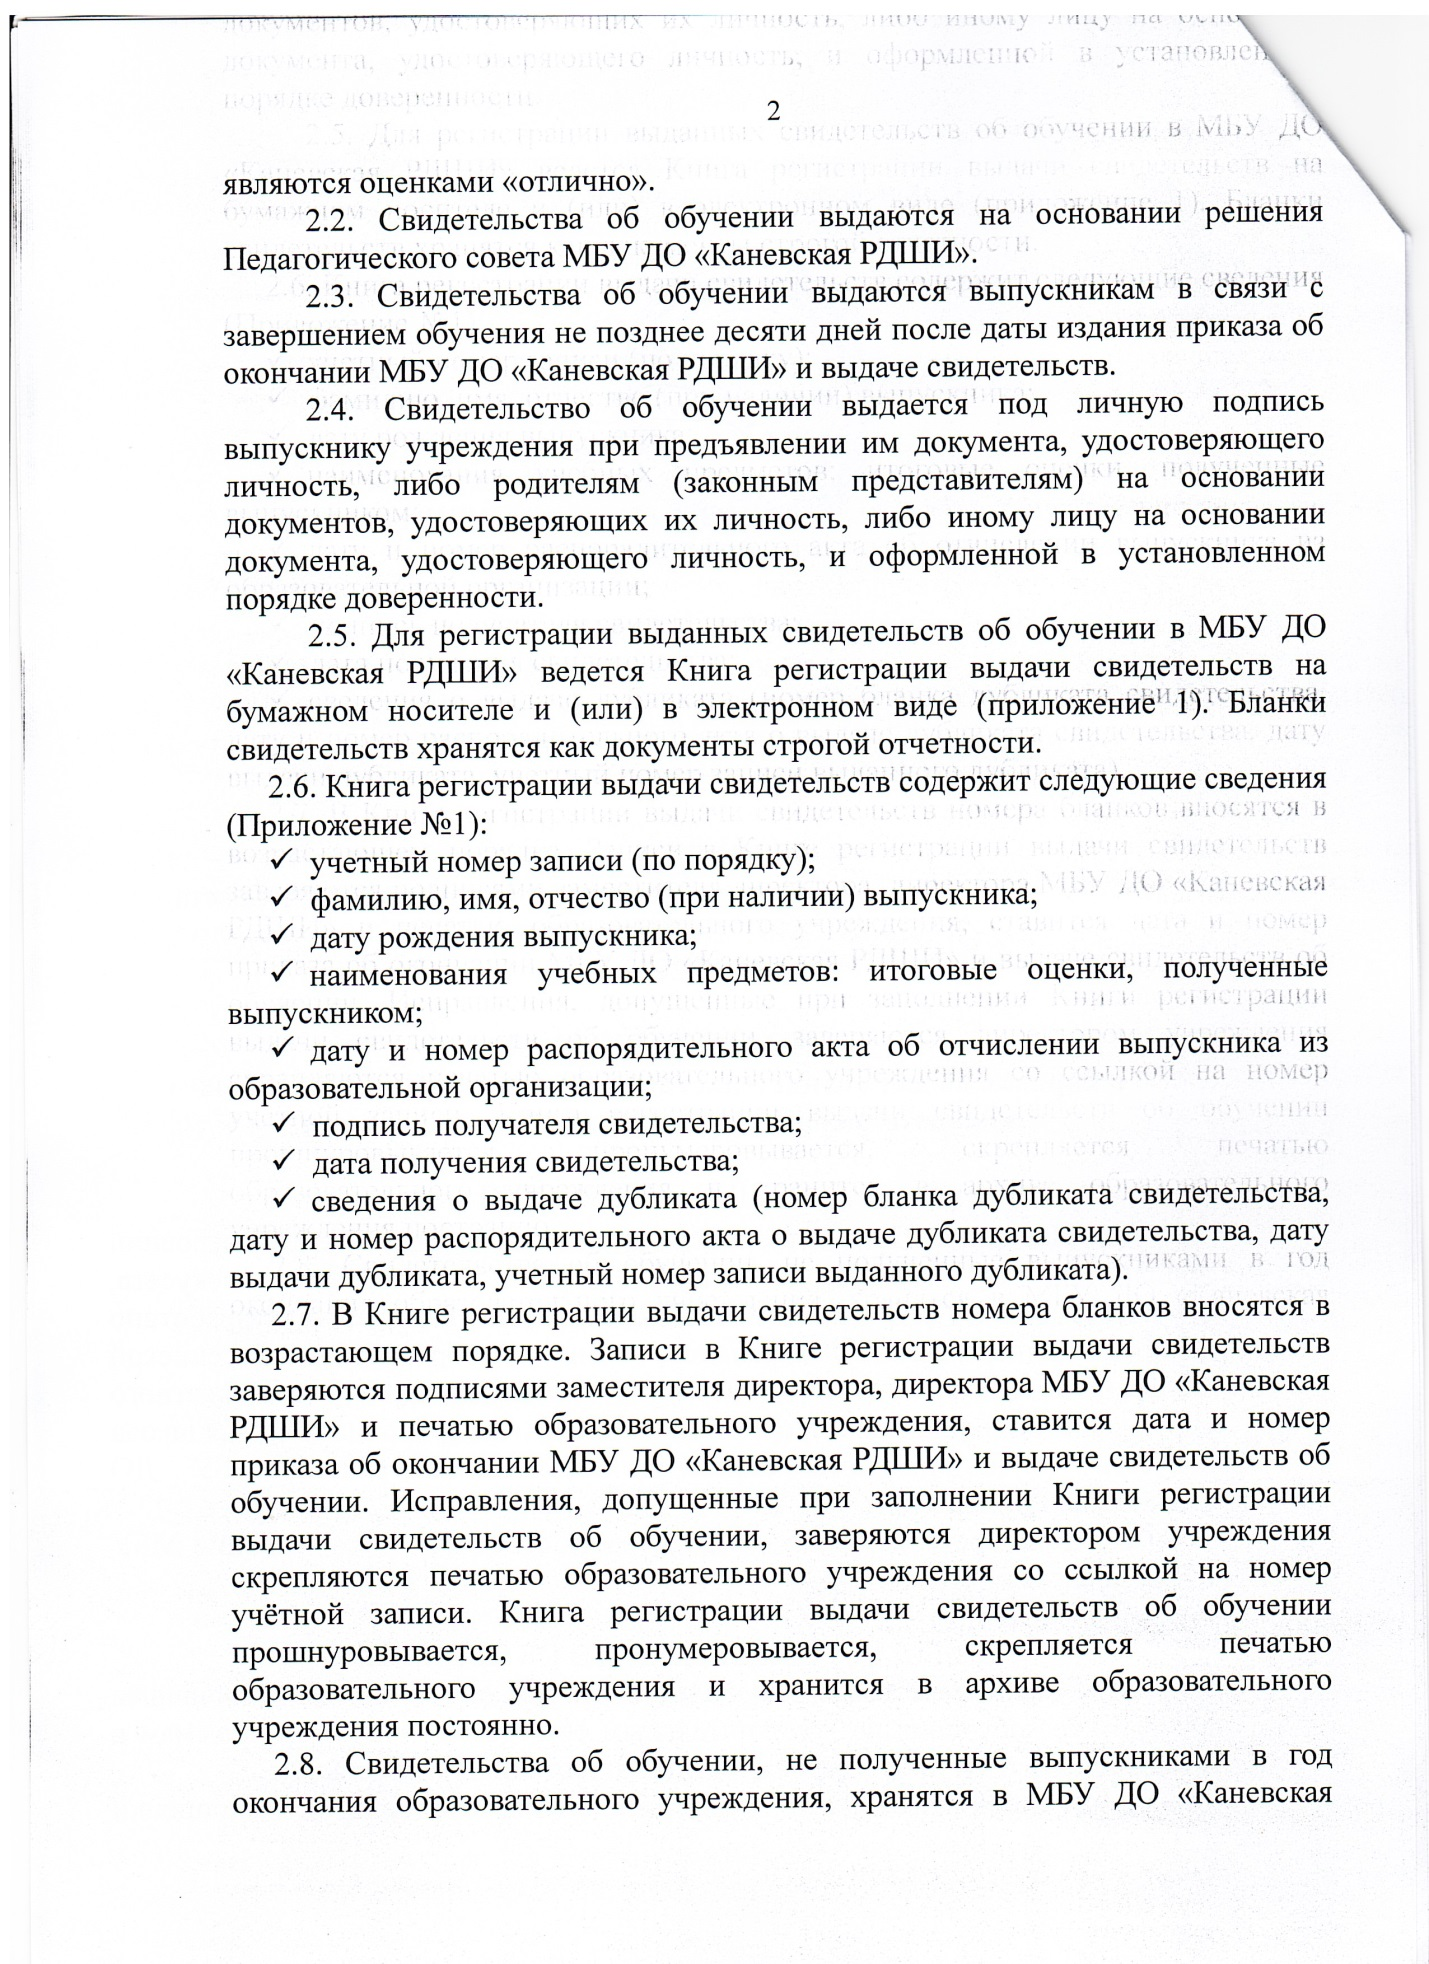 2
являются оценками «отлично».
2.2. Свидетельства об обучении выдаются на основании решения
Педагогического совета МБУ ДО «Каневская РДШИ».
2.3. Свидетельства об обучении выдаются выпускникам в связи с
завершением обучения не позднее десяти дней после даты издания приказа об
окончании МБУ ДО «Каневская РДШИ» и выдаче свидетельств.
2.4. Свидетельство об обучении выдается под личную подпись
выпускнику учреждения при предъявлении им документа, удостоверяющего
личность, либо родителям (законным представителям) на основании
документов, удостоверяющих их личность, либо иному лицу на основании
документа, удостоверяющего личность, и оформленной в установленном
порядке доверенности.
2.5. Для регистрации выданных свидетельств об обучении в МБУ ДО
«Каневская РДШИ» ведется Книга регистрации выдачи свидетельств на
бумажном носителе и (или) в электронном виде (приложение 1). Бланки
свидетельств хранятся как документы строгой отчетности.
2.6. Книга регистрации выдачи свидетельств содержит следующие сведения
(Приложение №1):
✓ учетный номер записи (по порядку);
✓ фамилию, имя, отчество (при наличии) выпускника;
✓ дату рождения выпускника;
✓ наименования учебных предметов: итоговые оценки, полученные
выпускником;
✓ дату и номер распорядительного акта об отчислении выпускника из
образовательной организации;
✓ подпись получателя свидетельства;
✓ дата получения свидетельства;
✓ сведения о выдаче дубликата (номер бланка дубликата свидетельства,
дату и номер распорядительного акта о выдаче дубликата свидетельства, дату
выдачи дубликата, учетный номер записи выданного дубликата).
2.7. В Книге регистрации выдачи свидетельств номера бланков вносятся в
возрастающем порядке. Записи в Книге регистрации выдачи свидетельств
заверяются подписями заместителя директора, директора МБУ ДО «Каневская
РДШИ» и печатью образовательного учреждения, ставится дата и номер
приказа об окончании МБУ ДО «Каневская РДШИ» и выдаче свидетельств об
обучении. Исправления, допущенные при заполнении Книги регистрации
выдачи свидетельств об обучении, заверяются директором учреждения
скрепляются печатью образовательного учреждения со ссылкой на номер
учётной записи. Книга регистрации выдачи свидетельств об обучении
прошнуровывается, пронумеровывается, скрепляется печатью
образовательного учреждения и хранится в архиве образовательного
учреждения постоянно.
2.8. Свидетельства об обучении, не полученные выпускниками в год
окончания образовательного учреждения, хранятся в МБУ ДО «Каневская